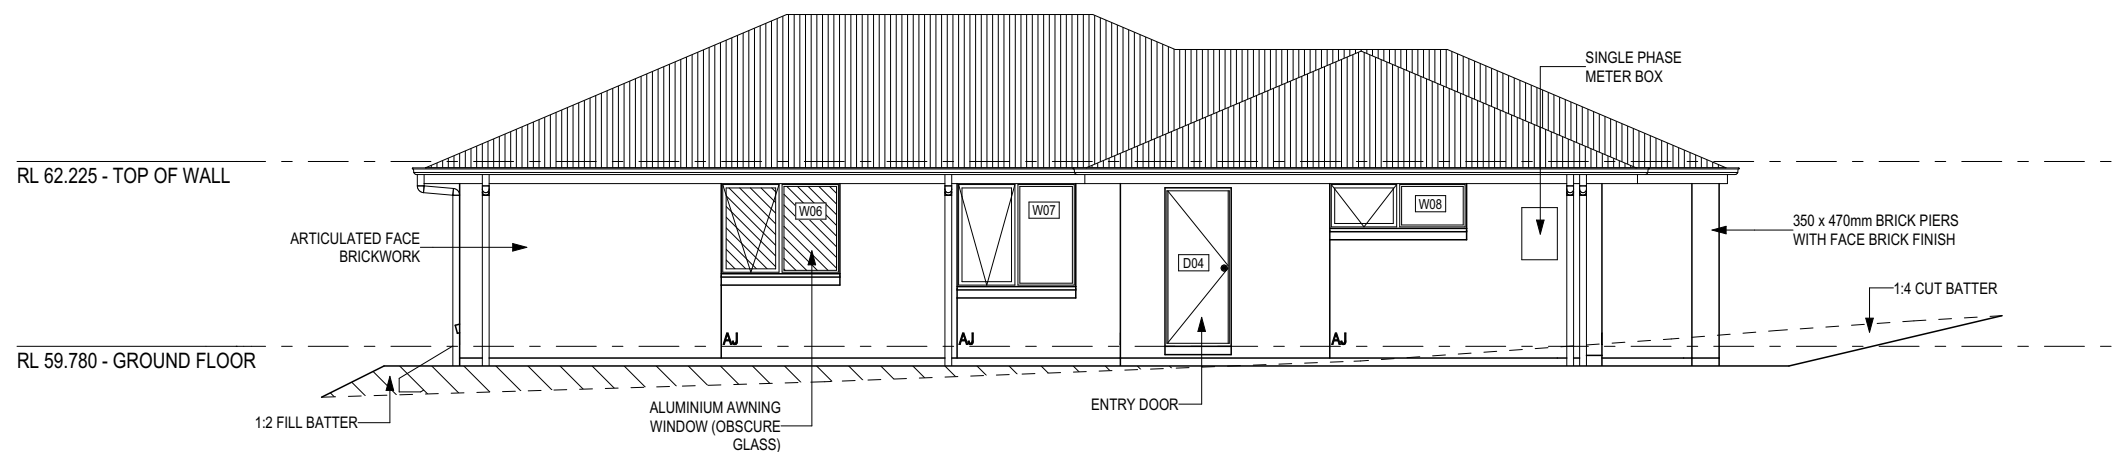 SINGLE PHASE
METER BOX
RL 62.225 - TOP OF WALL
W06
W07
W08
ARTICULATED FACE
BRICKWORK
350 x 470mm BRICK PIERS
WITH FACE BRICK FINISH
D04
1:4 CUT BATTER
AJ
AJ
AJ
RL 59.780 - GROUND FLOOR
1:2 FILL BATTER
ALUMINIUM AWNING
WINDOW (OBSCURE
GLASS)
ENTRY DOOR